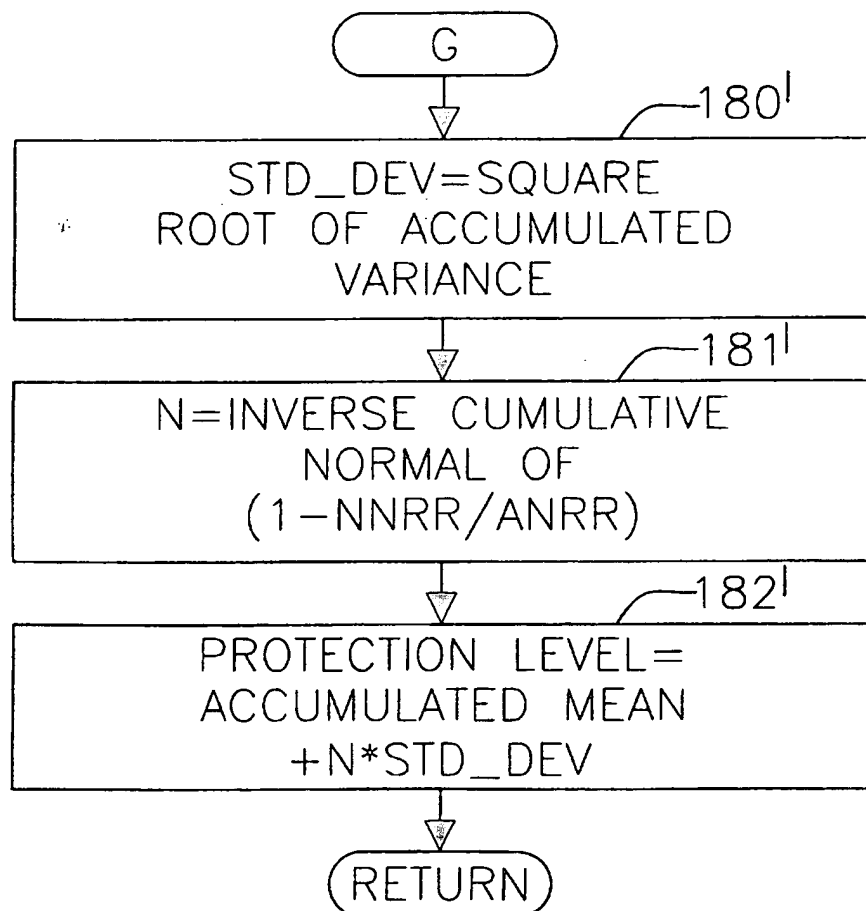 G
180'
STD_DEV=SQUARE
ROOT OF ACCUMULATED
VARIANCE
181'
N=INVERSE CUMULATIVE
NORMAL OF
(1-NNRR/ANRR)
182'
PROTECTION LEVEL=
ACCUMULATED MEAN
+N*STD_DEV
RETURN